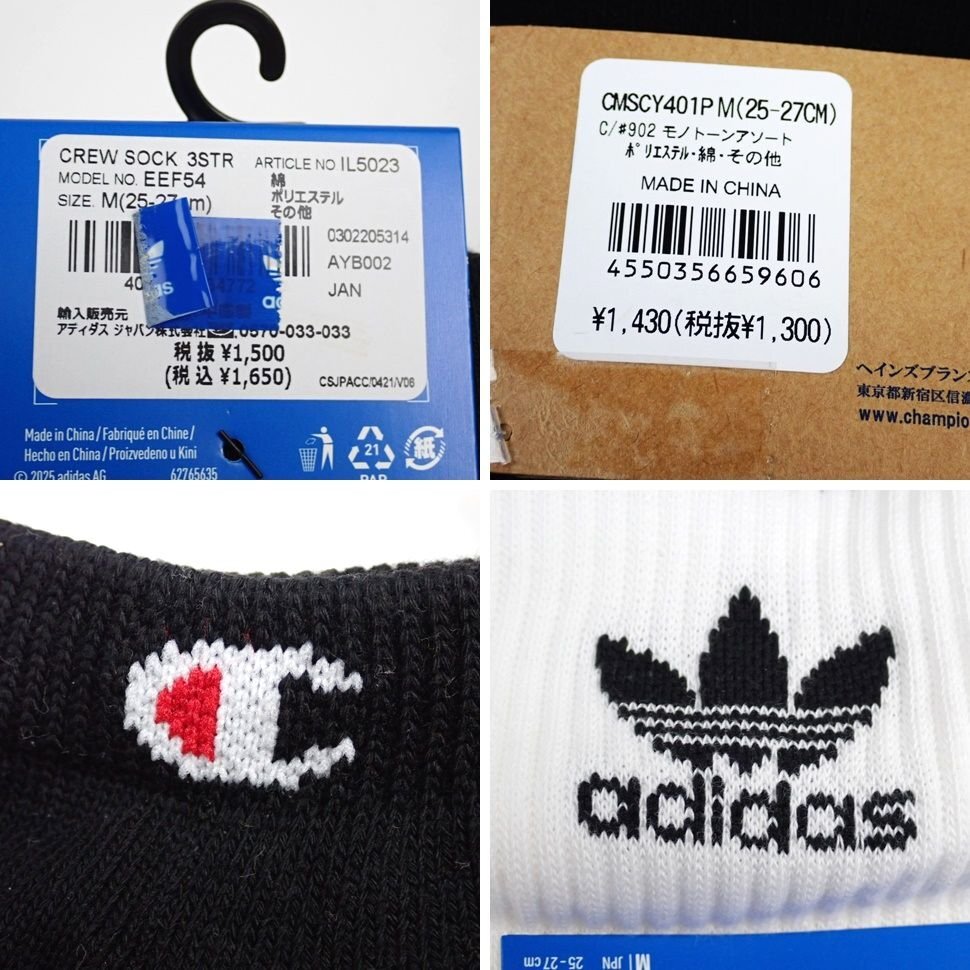 CREW SOCK 3STR ARTICLE NO IL5023
MODEL NO. EEF54 綿
SIZE. M(25-27cm) ポリエステル
その他
0302205314
AYB002
JAN
輸入販売元
アディダス ジャパン株式会社 0570-033-033
税抜 ¥1,500
(税込 ¥1,650)
CSJPACC/0421/V06
Made in China / Fabriqué en Chine /
Hecho en China / Proizvedeno u Kini
© 2025 adidas AG 62765635
21
PAP
紙
CMSCY401P M(25-27CM)
C/#902 モノトーンアソート
ポリエステル・綿・その他
MADE IN CHINA
4550356659606
¥1,430(税抜¥1,300)
ヘインズブラン
東京都新宿区信濃
www.champio
adidas
M JPN 25-27 cm